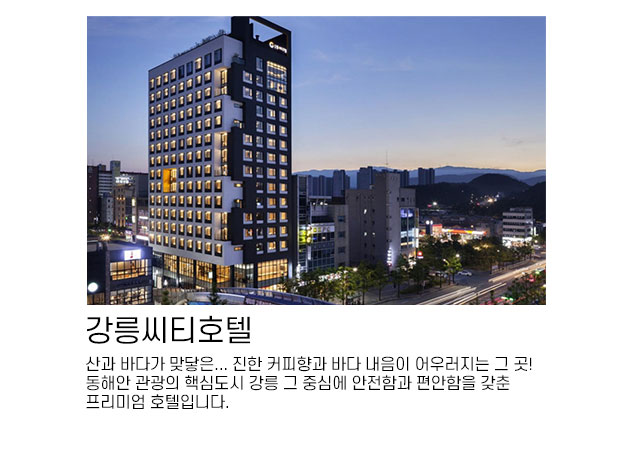 강릉씨티호텔
산과 바다가 맞닿은... 진한 커피향과 바다 내음이 어우러지는 그 곳!
동해안 관광의 핵심도시 강릉 그 중심에 안전함과 편안함을 갖춘
프리미엄 호텔입니다.